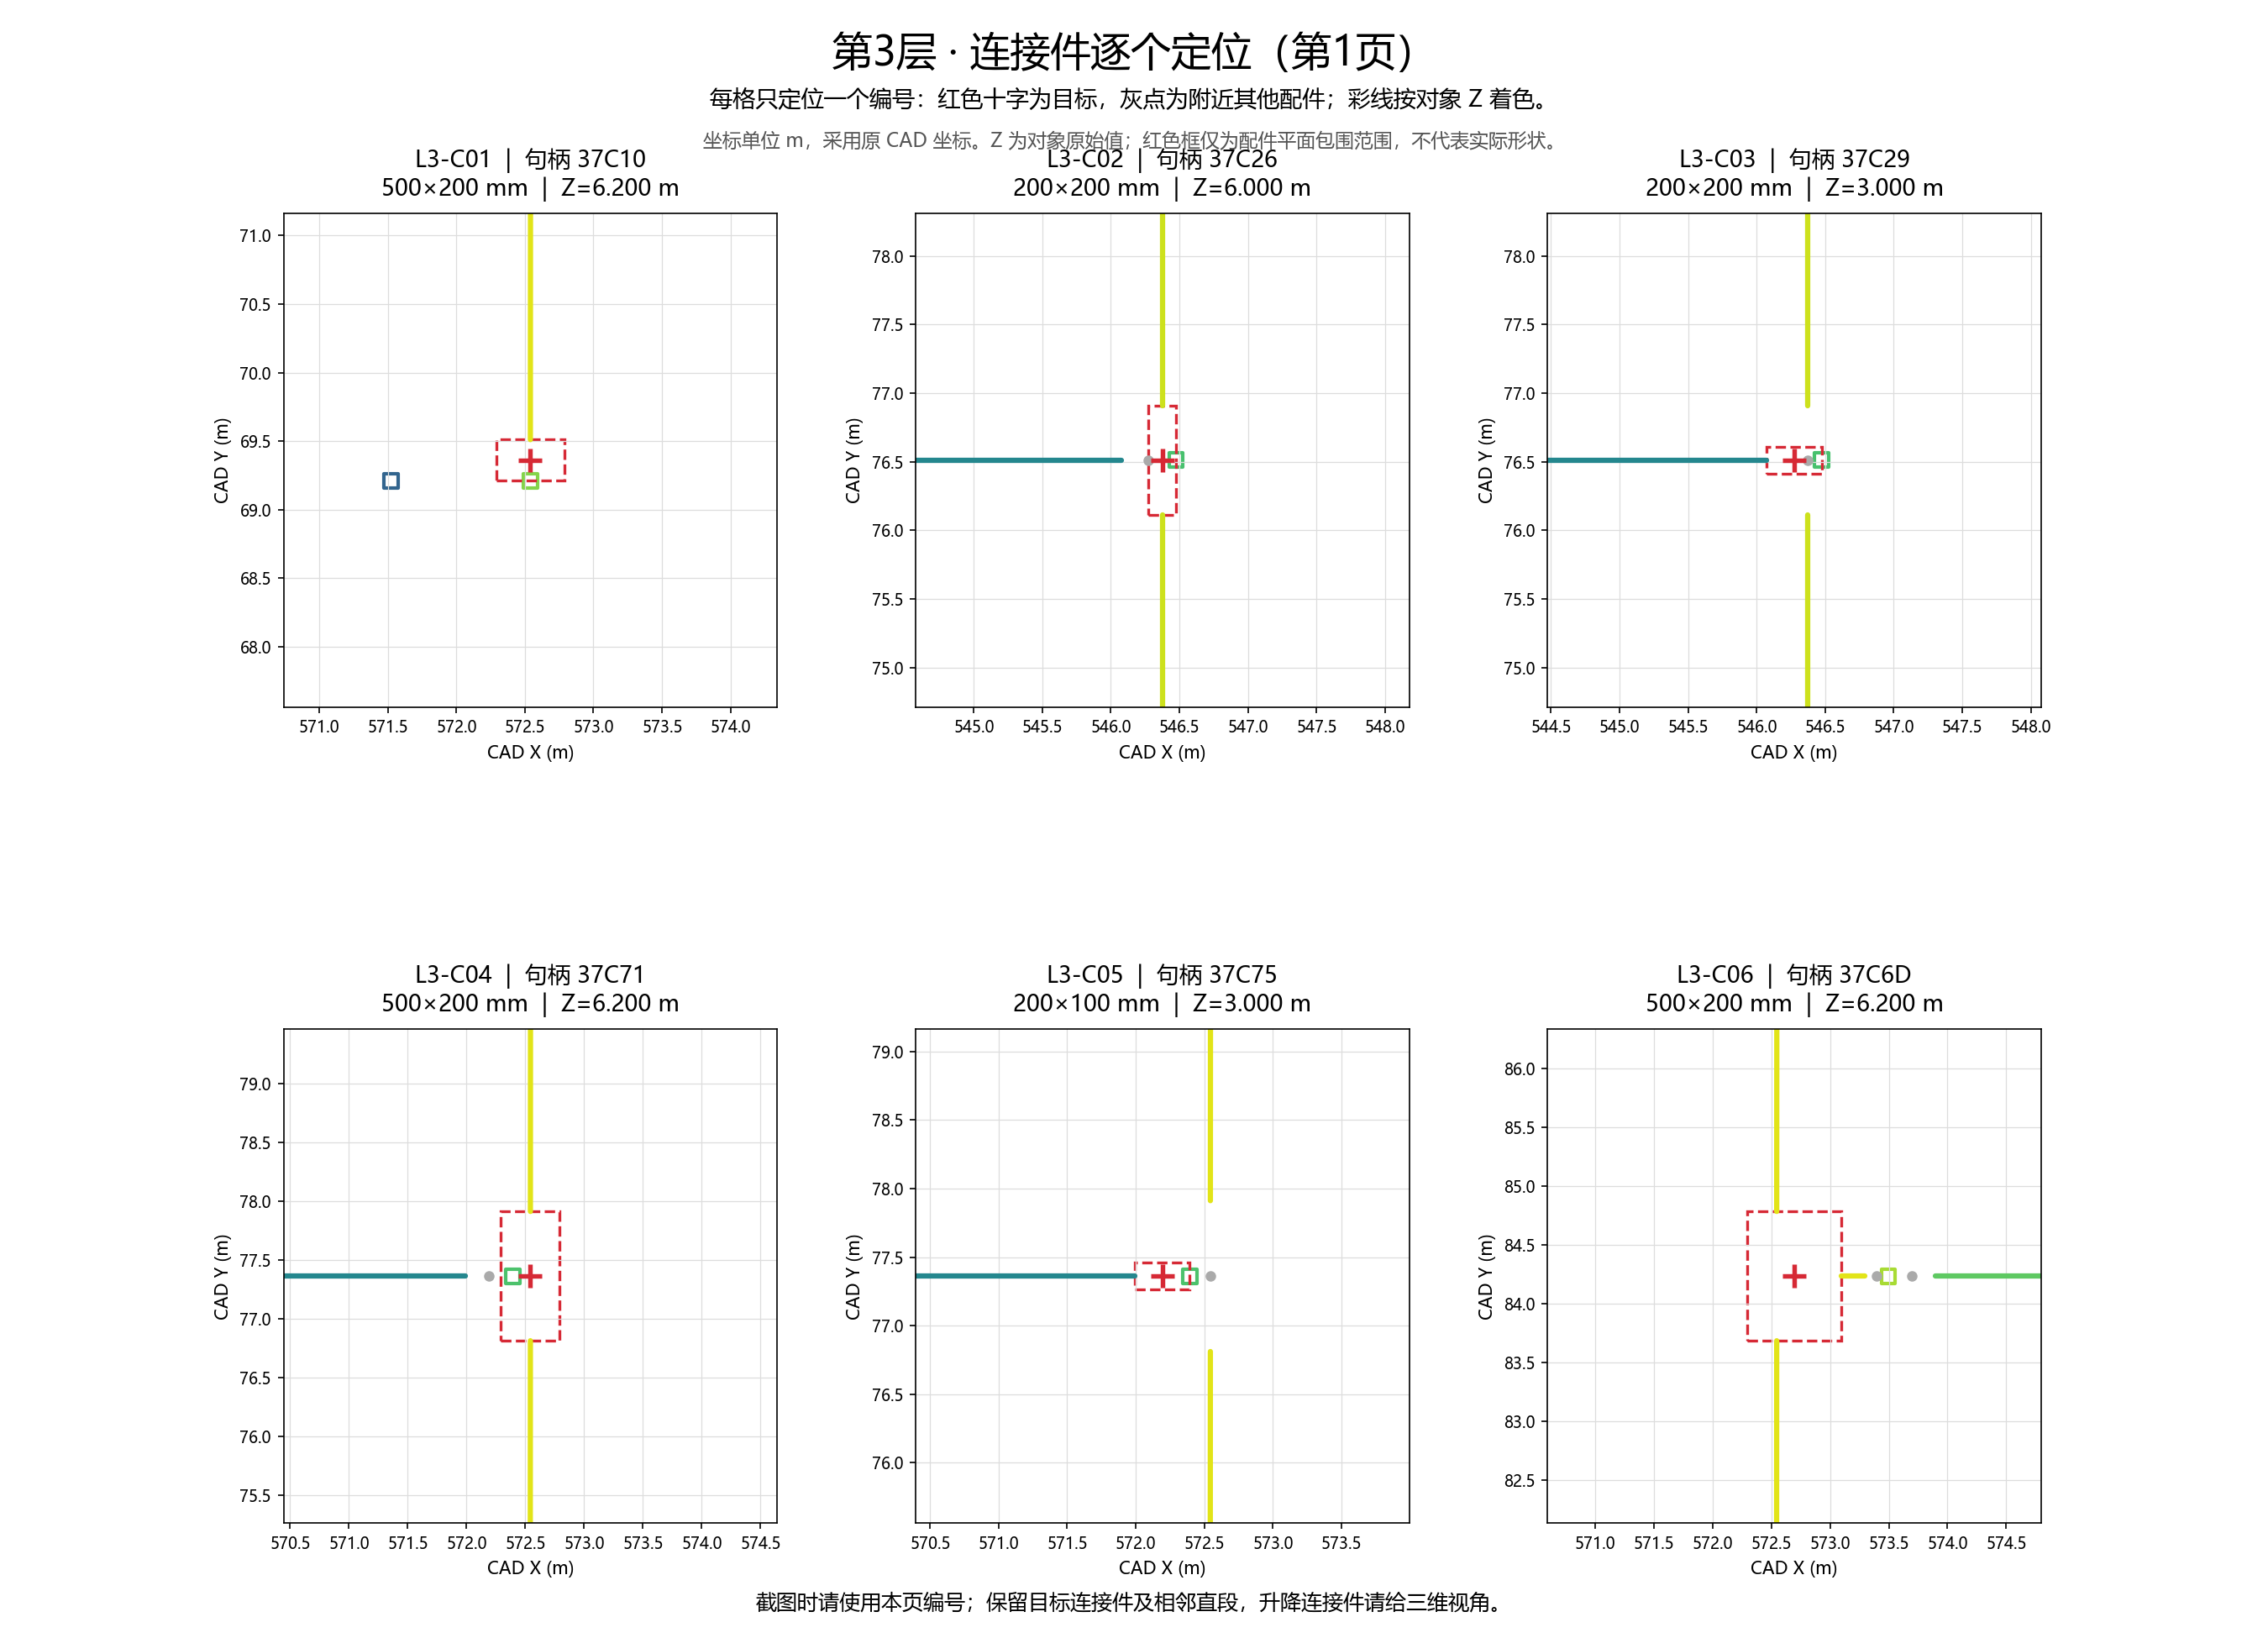 第3层 · 连接件逐个定位（第1页）
每格只定位一个编号：红色十字为目标，灰点为附近其他配件；彩线按对象 Z 着色。
坐标单位 m，采用原 CAD 坐标。Z 为对象原始值；红色框仅为配件平面包围范围，不代表实际形状。
L3-C01 | 句柄 37C10
500×200 mm | Z=6.200 m
71.0
70.5
70.0
69.5
69.0
68.5
68.0
CAD Y (m)
571.0 571.5 572.0 572.5 573.0 573.5 574.0
CAD X (m)
L3-C02 | 句柄 37C26
200×200 mm | Z=6.000 m
78.0
77.5
77.0
76.5
76.0
75.5
75.0
CAD Y (m)
545.0 545.5 546.0 546.5 547.0 547.5 548.0
CAD X (m)
L3-C03 | 句柄 37C29
200×200 mm | Z=3.000 m
78.0
77.5
77.0
76.5
76.0
75.5
75.0
CAD Y (m)
544.5 545.0 545.5 546.0 546.5 547.0 547.5 548.0
CAD X (m)
L3-C04 | 句柄 37C71
500×200 mm | Z=6.200 m
79.0
78.5
78.0
77.5
77.0
76.5
76.0
75.5
CAD Y (m)
570.5 571.0 571.5 572.0 572.5 573.0 573.5 574.0 574.5
CAD X (m)
L3-C05 | 句柄 37C75
200×100 mm | Z=3.000 m
79.0
78.5
78.0
77.5
77.0
76.5
76.0
CAD Y (m)
570.5 571.0 571.5 572.0 572.5 573.0 573.5
CAD X (m)
L3-C06 | 句柄 37C6D
500×200 mm | Z=6.200 m
86.0
85.5
85.0
84.5
84.0
83.5
83.0
82.5
CAD Y (m)
571.0 571.5 572.0 572.5 573.0 573.5 574.0 574.5
CAD X (m)
截图时请使用本页编号；保留目标连接件及相邻直段，升降连接件请给三维视角。